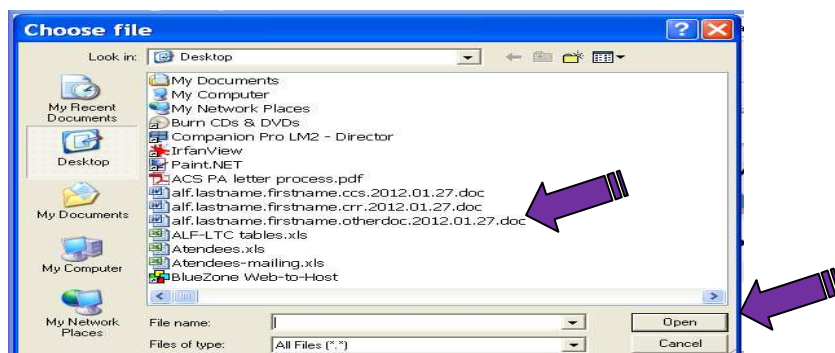 Choose file
Look in: Desktop
My Recent Documents
Desktop
My Documents
My Computer
My Network Places
My Documents
My Computer
My Network Places
Burn CDs & DVDs
Companion Pro LM2 - Director
IrfanView
Paint.NET
ACS PA letter process.pdf
alf.lastname.firstname.ccs.2012.01.27.doc
alf.lastname.firstname.crr.2012.01.27.doc
alf.lastname.firstname.otherdoc.2012.01.27.doc
ALF-LTC tables.xls
Atendees.xls
Atendees-mailing.xls
BlueZone Web-to-Host
File name: Open
Files of type: All Files (*.*) Cancel